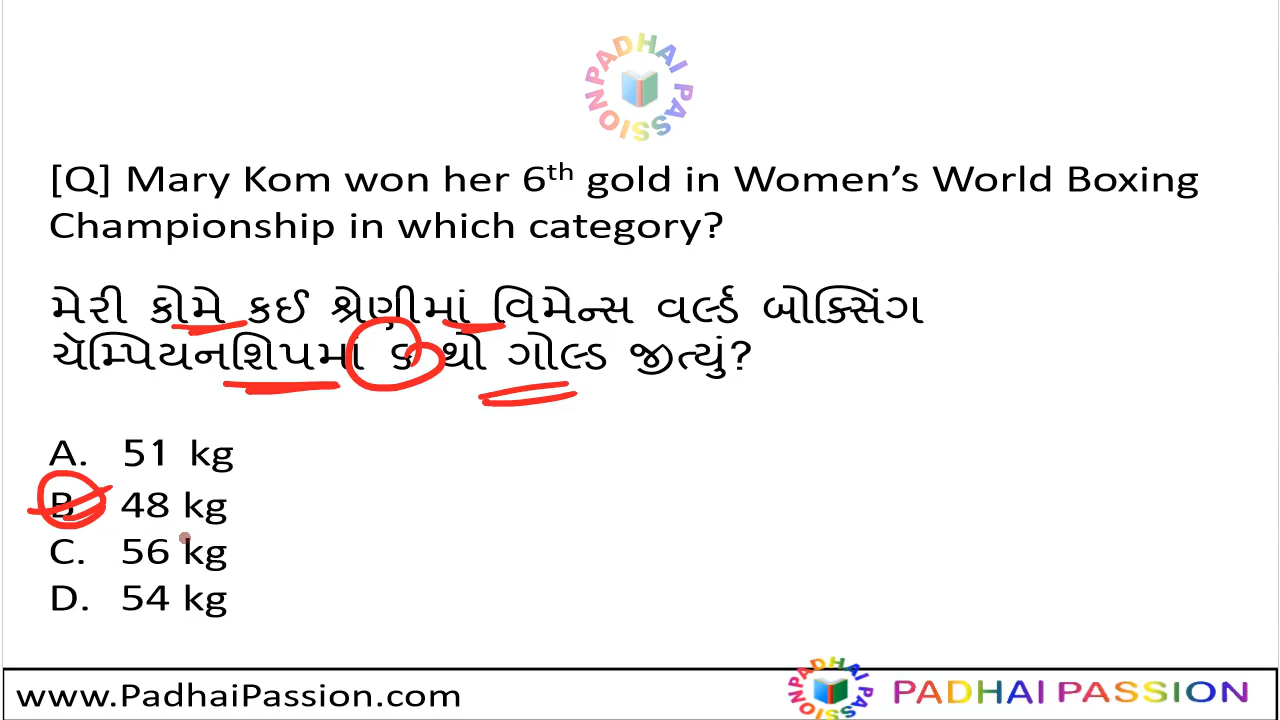 PADHAI PASSION
[Q] Mary Kom won her 6th gold in Women’s World Boxing
Championship in which category?
મેરી કોમે કઈ શ્રેણીમાં વિમેન્સ વર્લ્ડ બોક્સિંગ
ચૅમ્પિયનશિપમાં ૬ થો ગોલ્ડ જીત્યું?
A. 51 kg
B 48 kg
C. 56 kg
D. 54 kg
www.PadhaiPassion.com
PADHAI PASSION
PADHAI PASSION